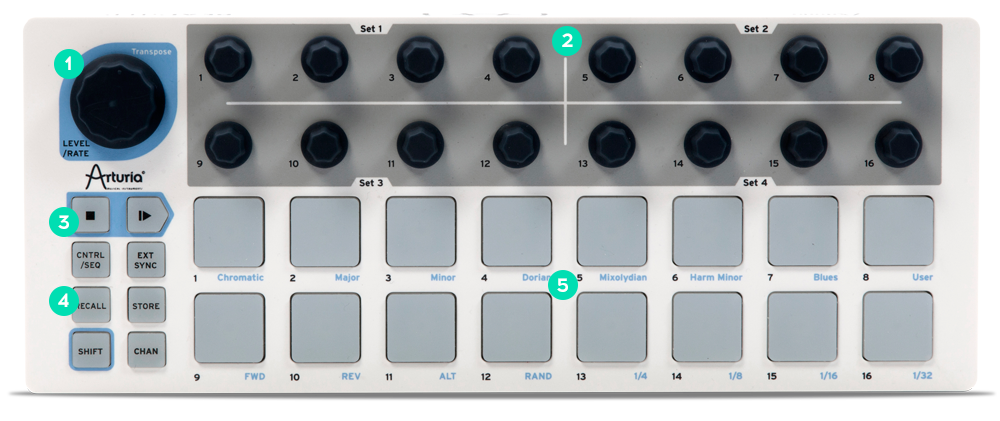 Set 1
Set 2
1
Transpose
2
1
2
3
4
5
6
7
8
LEVEL
/RATE
9
10
11
12
13
14
15
16
Arturia
Set 3
Set 4
3
CNTRL
/SEQ
EXT
SYNC
1 Chromatic
2 Major
3 Minor
4 Dorian
5 Mixolydian
6 Harm Minor
7 Blues
8 User
4
5
RECALL
STORE
SHIFT
CHAN
9 FWD
10 REV
11 ALT
12 RAND
13 1/4
14 1/8
15 1/16
16 1/32